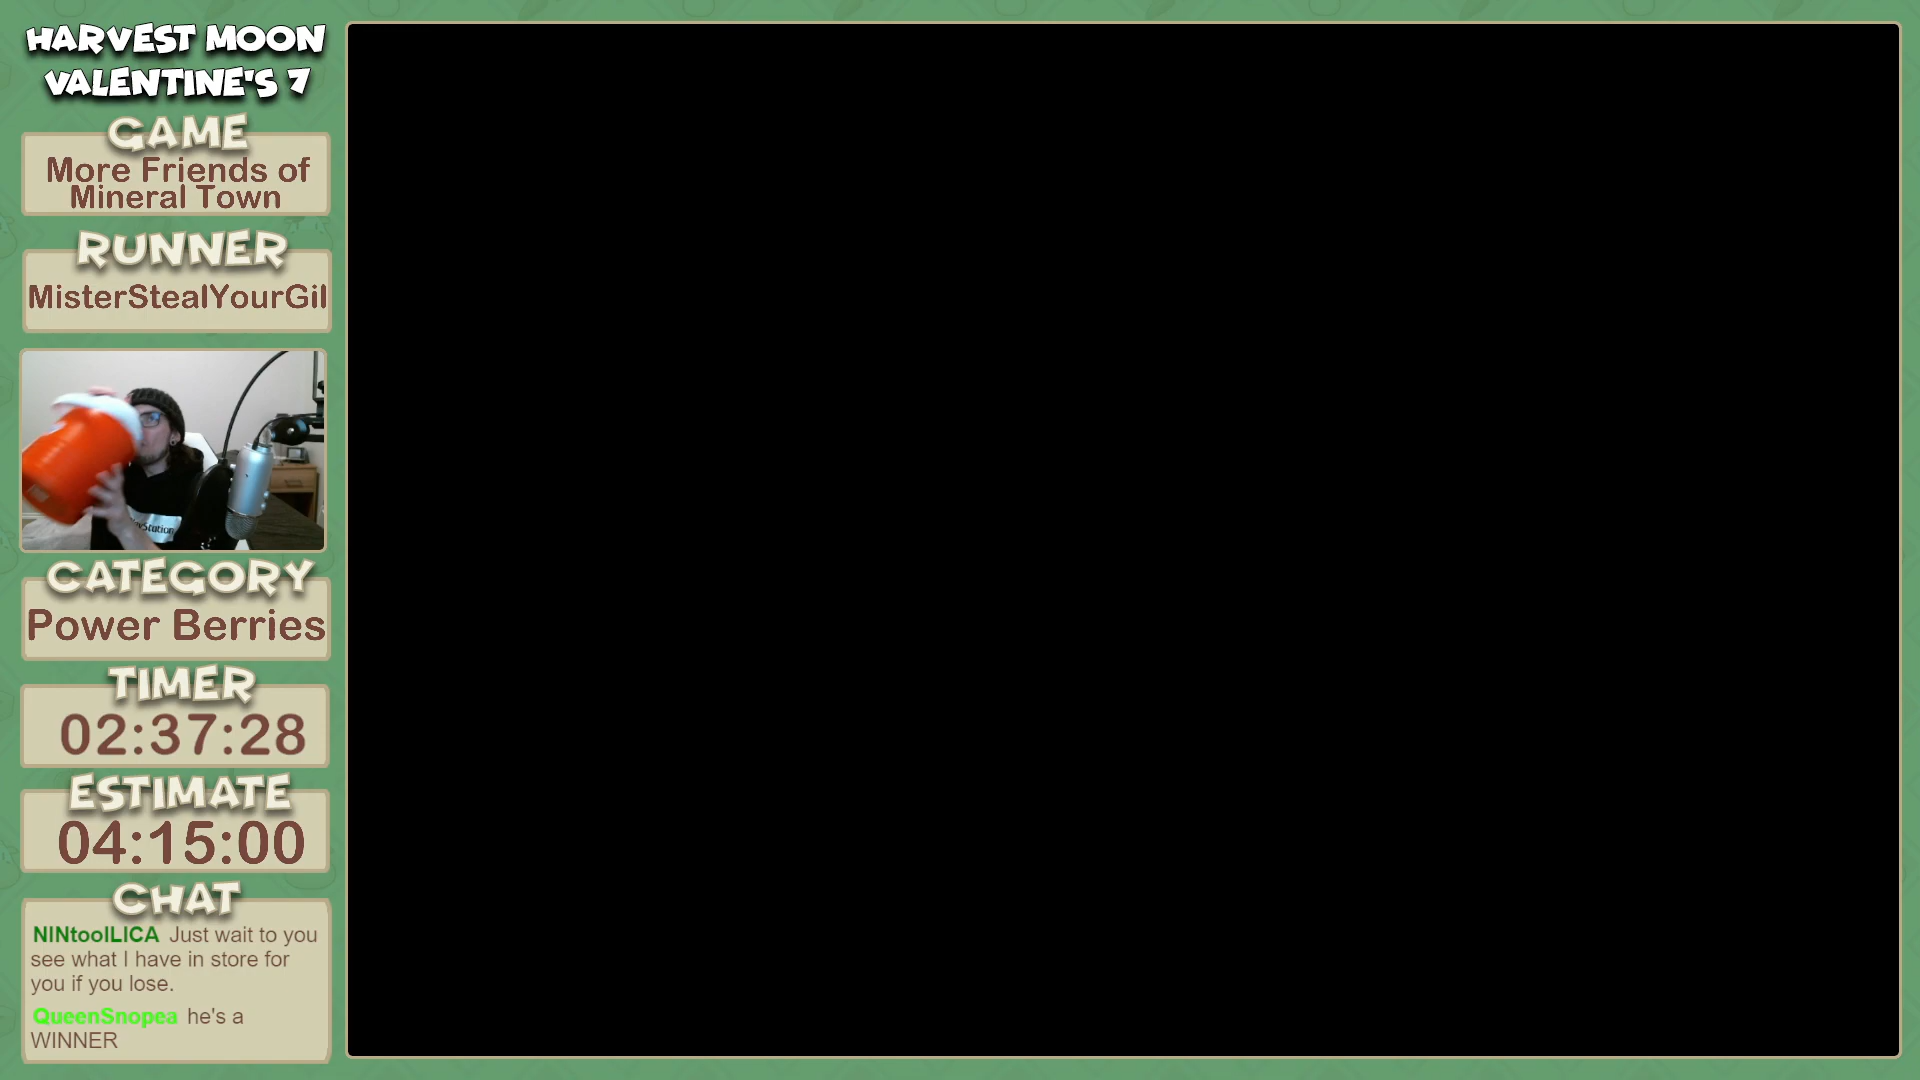 HARVEST MOON
VALENTINE'S 7
GAME
More Friends of
Mineral Town
RUNNER
MisterStealYourGil
CATEGORY
Power Berries
TIMER
02:37:28
ESTIMATE
04:15:00
CHAT
NINtoolLICA Just wait to you
see what I have in store for
you if you lose.
QueenSnopea he's a
WINNER